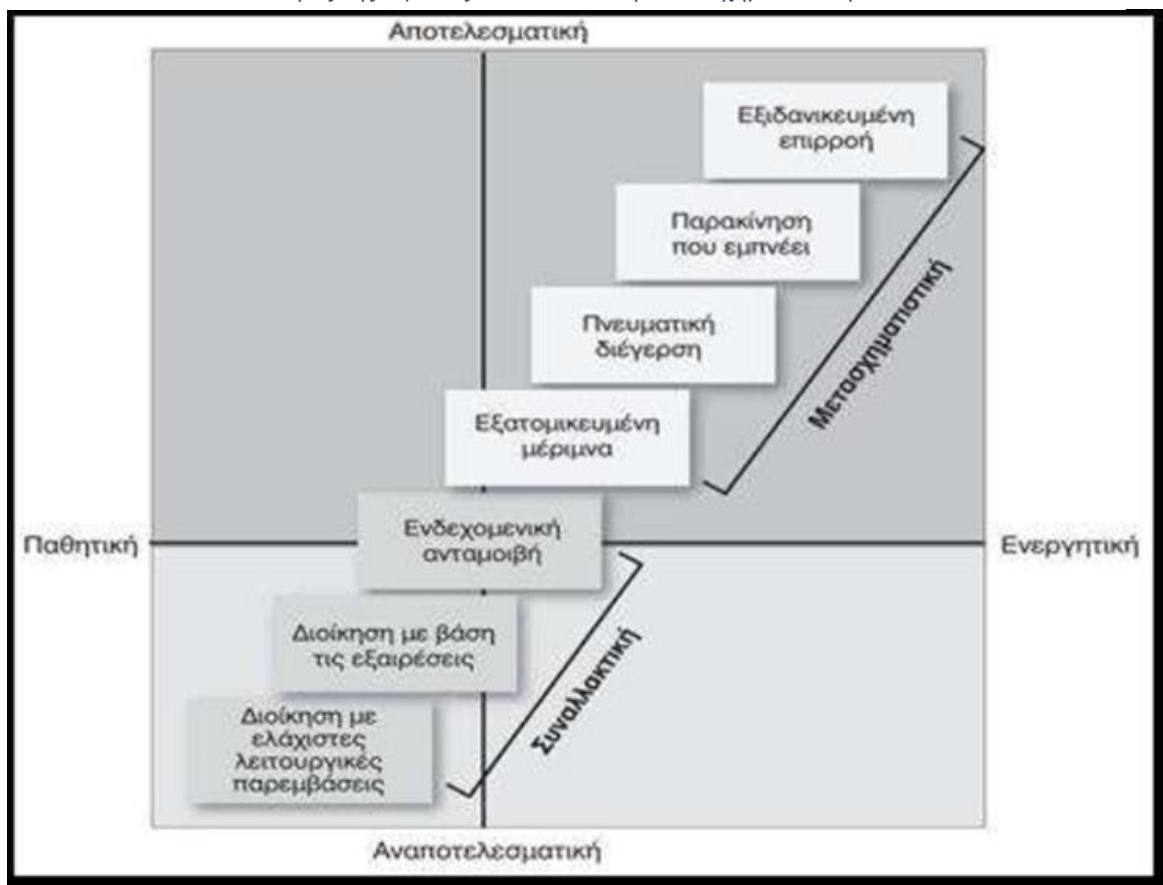 Αποτελεσματική
Εξιδανικευμένη
επιρροή
Παρακίνηση
που εμπνέει
Πνευματική
διέγερση
Εξατομικευμένη
μέριμνα
Μετασχηματιστική
Παθητική
Ενδεχομενική
ανταμοιβή
Ενεργητική
Διοίκηση με βάση
τις εξαιρέσεις
Διοίκηση με
ελάχιστες
λειτουργικές
παρεμβάσεις
Συναλλακτική
Αναποτελεσματική